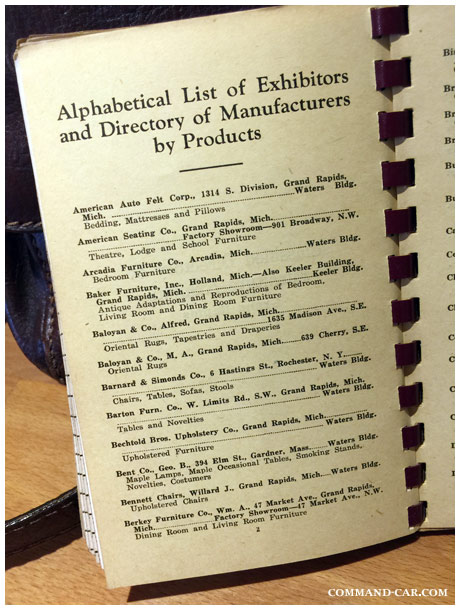 Alphabetical List of Exhibitors
and Directory of Manufacturers
by Products
American Auto Felt Corp., 1314 S. Division, Grand Rapids,
Mich. ........Waters Bldg.
Bedding, Mattresses and Pillows
American Seating Co., Grand Rapids, Mich.
........Factory Showroom—901 Broadway, N.W.
Theatre, Lodge and School Furniture
Arcadia Furniture Co., Arcadia, Mich.........Waters Bldg.
Bedroom Furniture
Baker Furniture, Inc., Holland, Mich.—Also Keeler Building,
Grand Rapids, Mich. ........Keeler Bldg.
Antique Adaptations and Reproductions of Bedroom,
Living Room and Dining Room Furniture
Baloyan & Co., Alfred, Grand Rapids, Mich.
........1635 Madison Ave., S.E.
Oriental Rugs, Tapestries and Draperies
Baloyan & Co., M. A., Grand Rapids, Mich.......639 Cherry, S.E.
Oriental Rugs
Barnard & Simonds Co., 6 Hastings St., Rochester, N. Y.
........Waters Bldg.
Chairs, Tables, Sofas, Stools
Barton Furn. Co., W. Limits Rd., S.W., Grand Rapids, Mich.
........Waters Bldg.
Tables and Novelties
Bechtold Bros. Upholstery Co., Grand Rapids, Mich.
........Waters Bldg.
Upholstered Furniture
Bent Co., Geo. B., 394 Elm St., Gardner, Mass.......Waters Bldg.
Maple Lamps, Maple Occasional Tables, Smoking Stands,
Novelties, Costumers
Bennett Chairs, Willard J., Grand Rapids, Mich.....Waters Bldg.
Upholstered Chairs
Berkey Furniture Co., Wm. A., 47 Market Ave., Grand Rapids,
Mich.........Factory Showroom—47 Market Ave., N.W.
Dining Room and Living Room Furniture
2
COMMAND-CAR.COM